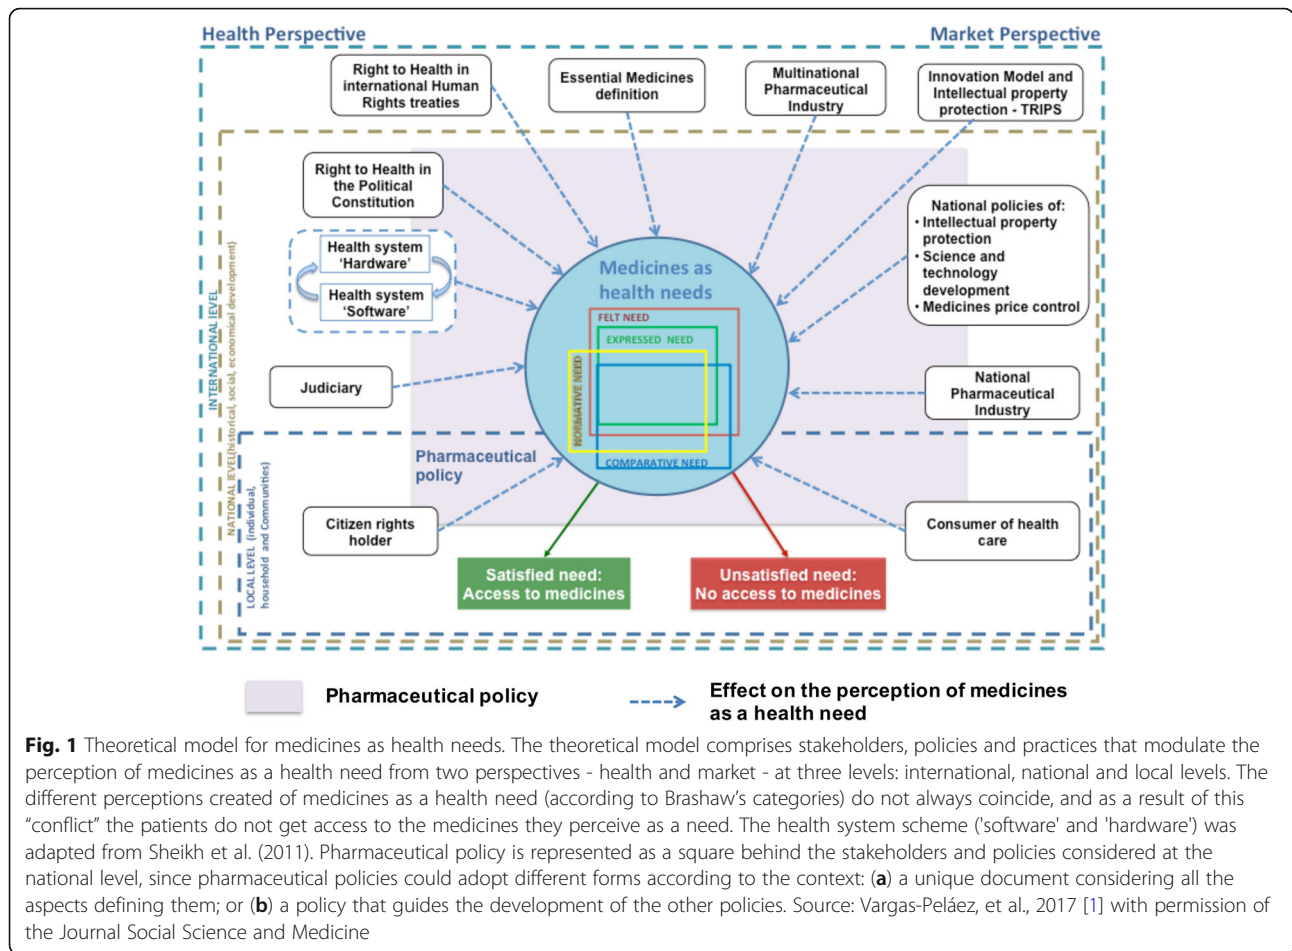 Health Perspective
Market Perspective
Right to Health in
international Human
Rights treaties
Essential Medicines
definition
Multinational
Pharmaceutical
Industry
Innovation Model and
Intellectual property
protection - TRIPS
Right to Health in
the Political
Constitution
National policies of:
• Intellectual property
protection
• Science and
technology
development
• Medicines price control
Health system
'Hardware'
Health system
'Software'
Medicines as
health needs
FELT NEED
EXPRESSED NEED
NORMATIVE NEED
COMPARATIVE NEED
Judiciary
National
Pharmaceutical
Industry
INTERNATIONAL LEVEL
NATIONAL LEVEL(historical, social, economical development)
LOCAL LEVEL (individual,
household and Communities)
Pharmaceutical
policy
Citizen rights
holder
Consumer of health
care
Satisfied need:
Access to medicines
Unsatisfied need:
No access to medicines
Pharmaceutical policy
Effect on the perception of medicines
as a health need
Fig. 1 Theoretical model for medicines as health needs. The theoretical model comprises stakeholders, policies and practices that modulate the
perception of medicines as a health need from two perspectives - health and market - at three levels: international, national and local levels. The
different perceptions created of medicines as a health need (according to Brashaw's categories) do not always coincide, and as a result of this
"conflict" the patients do not get access to the medicines they perceive as a need. The health system scheme ('software' and 'hardware') was
adapted from Sheikh et al. (2011). Pharmaceutical policy is represented as a square behind the stakeholders and policies considered at the
national level, since pharmaceutical policies could adopt different forms according to the context: (a) a unique document considering all the
aspects defining them; or (b) a policy that guides the development of the other policies. Source: Vargas-Peláez, et al., 2017 [1] with permission of
the Journal Social Science and Medicine